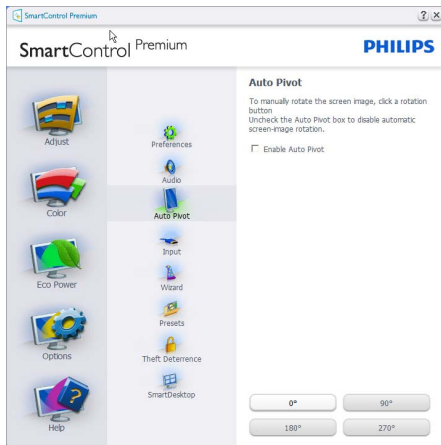 SmartControl Premium
?
X
SmartControl Premium
PHILIPS
Adjust
Color
Eco Power
Options
Help
Preferences
Audio
Auto Pivot
Input
Wizard
Presets
Theft Deterrence
SmartDesktop
Auto Pivot
To manually rotate the screen image, click a rotation
button
Uncheck the Auto Pivot box to disable automatic
screen-image rotation.
Enable Auto Pivot
0°
90°
180°
270°